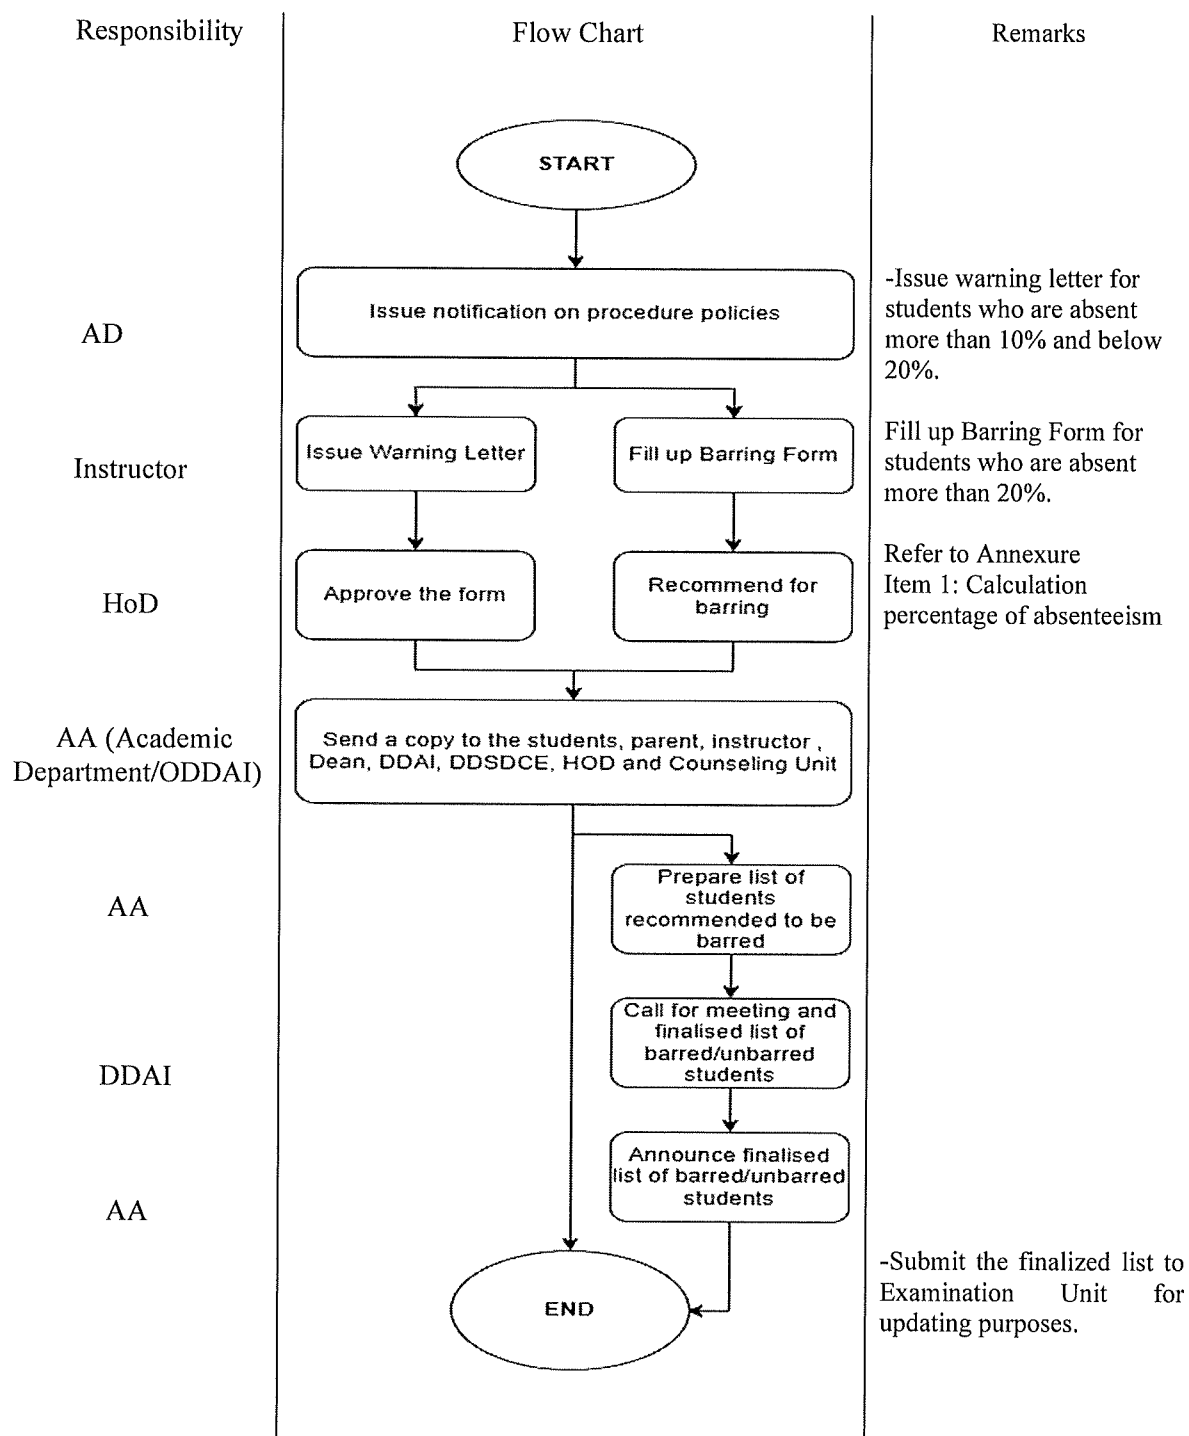 Responsibility
Flow Chart
Remarks
START
AD
Issue notification on procedure policies
-Issue warning letter for
students who are absent
more than 10% and below
20%.
Instructor
Issue Warning Letter
Fill up Barring Form
Fill up Barring Form for
students who are absent
more than 20%.
HoD
Approve the form
Recommend for
barring
Refer to Annexure
Item 1: Calculation
percentage of absenteeism
AA (Academic
Department/ODDAI)
Send a copy to the students, parent, instructor ,
Dean, DDAI, DDSDCE, HOD and Counseling Unit
AA
Prepare list of
students
recommended to be
barred
DDAI
Call for meeting and
finalised list of
barred/unbarred
students
AA
Announce finalised
list of barred/unbarred
students
END
-Submit the finalized list to
Examination Unit for
updating purposes.